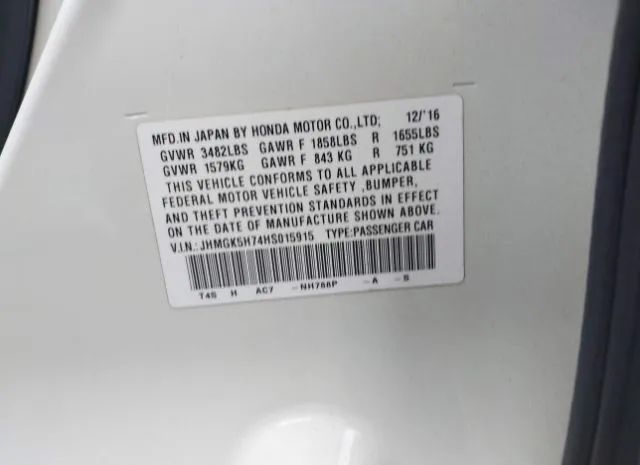 MFD.IN JAPAN BY HONDA MOTOR CO.,LTD; 12/'16
GVWR 3482LBS GAWR F 1858LBS R 1655LBS
GVWR 1579KG GAWR F 843 KG R 751 KG
THIS VEHICLE CONFORMS TO ALL APPLICABLE
FEDERAL MOTOR VEHICLE SAFETY ,BUMPER,
AND THEFT PREVENTION STANDARDS IN EFFECT
ON THE DATE OF MANUFACTURE SHOWN ABOVE.
V.I.N.:JHMGK5H74HS015915 TYPE:PASSENGER CAR
T4S H AC7 -NH788P -A -B